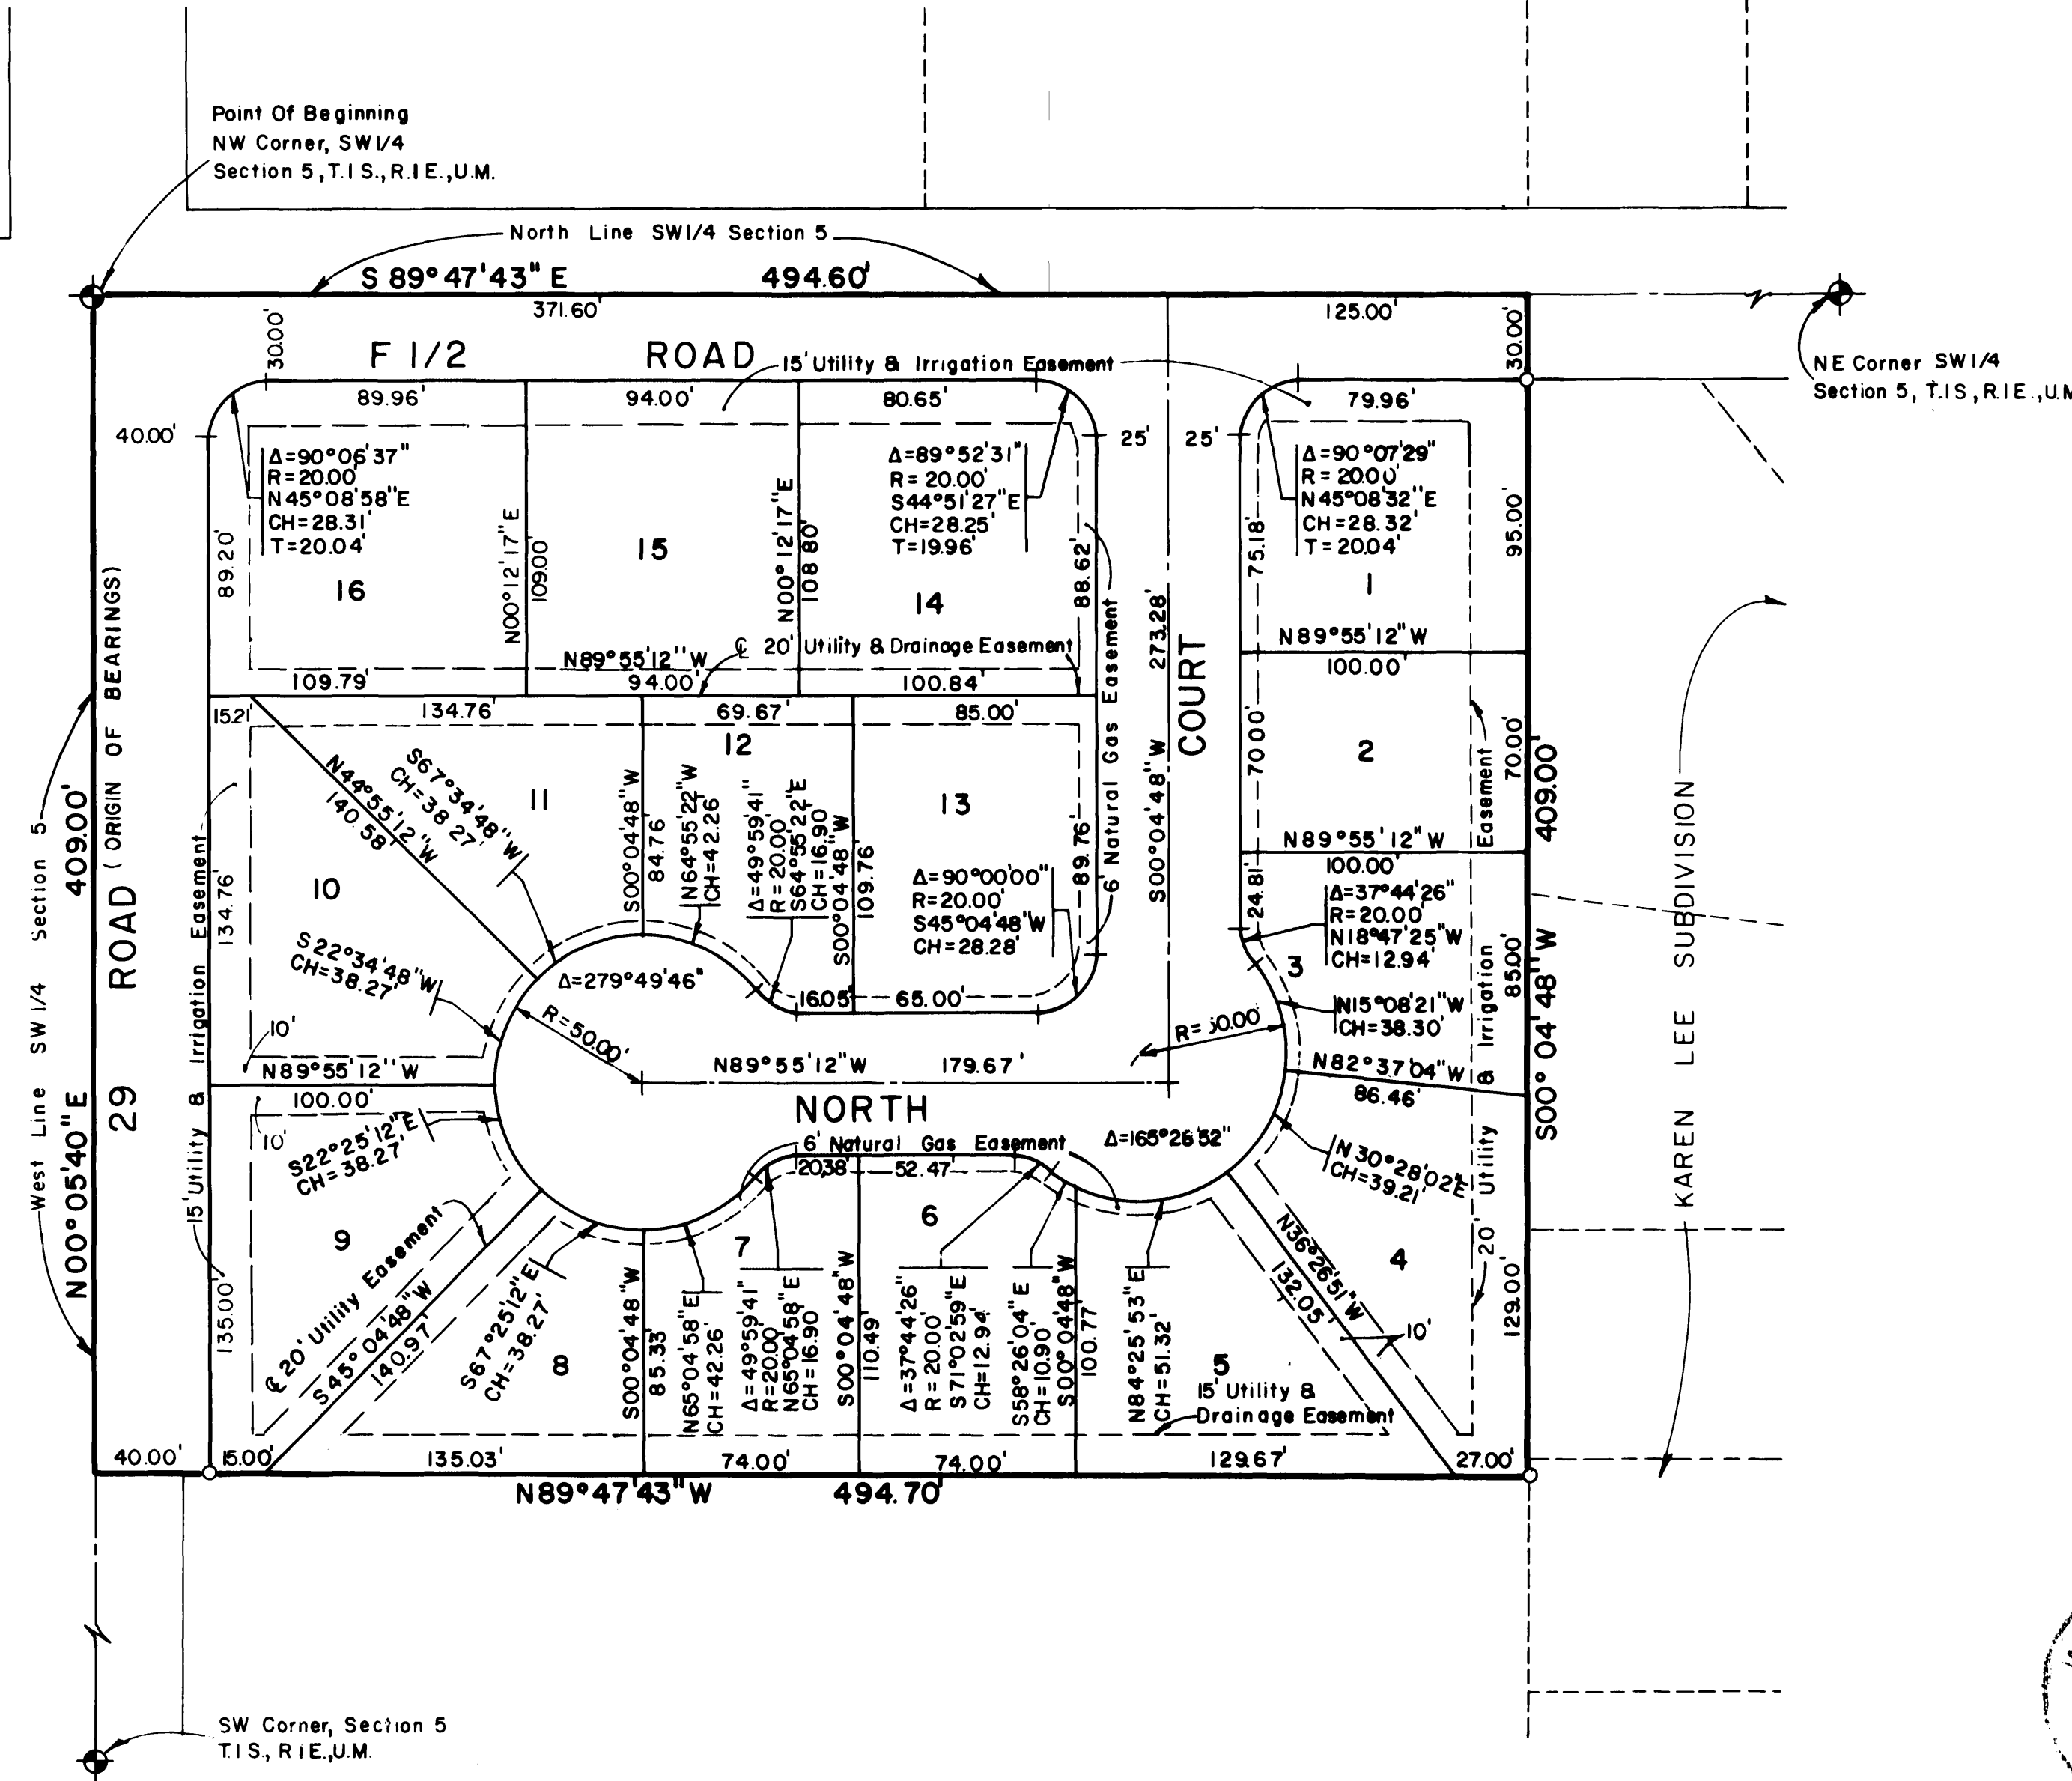 Point Of Beginning
NW Corner, SW1/4
Section 5, T.1S., R.1E., U.M.
North Line SW1/4 Section 5
S 89°47'43" E 494.60'
371.60'
125.00'
30.00'
30.00'
F 1/2 ROAD
15' Utility & Irrigation Easement
NE Corner SW1/4
Section 5, T.1S., R.1E., U.M
89.96'
94.00'
80.65'
79.96'
40.00'
25'
25'
Δ=90°06'37"
R=20.00'
N45°08'58"E
CH=28.31'
T=20.04'
Δ=89°52'31"
R=20.00'
S44°51'27"E
CH=28.25'
T=19.96'
Δ=90°07'29"
R=20.00'
N45°08'32"E
CH=28.32'
T=20.04'
89.20'
16
N00°12'17"E
109.00'
15
N00°12'17"E
108.80'
14
88.62'
75.18'
1
95.00'
N89°55'12"W
℄ 20' Utility & Drainage Easement
109.79'
94.00'
100.84'
N89°55'12"W
100.00'
6' Natural Gas Easement
273.28'
S00°04'48"W
COURT
15.21'
134.76'
69.67'
85.00'
12
11
13
2
70.00'
70.00'
N44°55'12"W
140.58'
S67°34'48"W
CH=38.27'
S00°04'48"W
84.76'
N64°55'22"W
CH=42.26'
Δ=49°59'41"
R=20.00'
S64°55'22"E
CH=16.90'
S00°04'48"W
109.76'
89.76'
Δ=90°00'00"
R=20.00'
S45°04'48"W
CH=28.28'
N89°55'12"W
100.00'
24.81'
Δ=37°44'26"
R=20.00'
N18°47'25"W
CH=12.94'
3
85.00'
N15°08'21"W
CH=38.30'
10
134.76'
S22°34'48"W
CH=38.27'
Δ=279°49'46"
R=50.00'
16.05'
65.00'
10'
N89°55'12"W
100.00'
10'
N89°55'12"W 179.67'
NORTH
N82°37'04"W
86.46'
6' Natural Gas Easement
Δ=165°28'52"
20.38'
52.47'
S22°25'12"E
CH=38.27'
N30°28'02"E
CH=39.21'
9
135.00'
℄ 20' Utility Easement
S45°04'48"W
140.97'
S67°25'12"E
CH=38.27'
8
S00°04'48"W
85.33'
7
N65°04'58"E
CH=42.26'
Δ=49°59'41"
R=20.00'
N65°04'58"E
CH=16.90'
S00°04'48"W
110.49'
6
Δ=37°44'26"
R=20.00'
S71°02'59"E
CH=12.94'
S58°26'04"E
CH=10.90'
S00°04'48"W
100.77'
N84°25'53"E
CH=51.32'
5
15' Utility &
Drainage Easement
N36°26'51"W
132.05'
10'
4
129.00'
20' Utility & Irrigation Easement
S00°04'48"W 409.00'
KAREN LEE SUBDIVISION
West Line SW1/4 Section 5
N00°05'40"E 409.00'
29 ROAD (ORIGIN OF BEARINGS)
15' Utility & Irrigation Easement
40.00'
15.00'
135.03'
74.00'
74.00'
129.67'
27.00'
N89°47'43"W 494.70'
SW Corner, Section 5
T.1S., R1E., U.M.